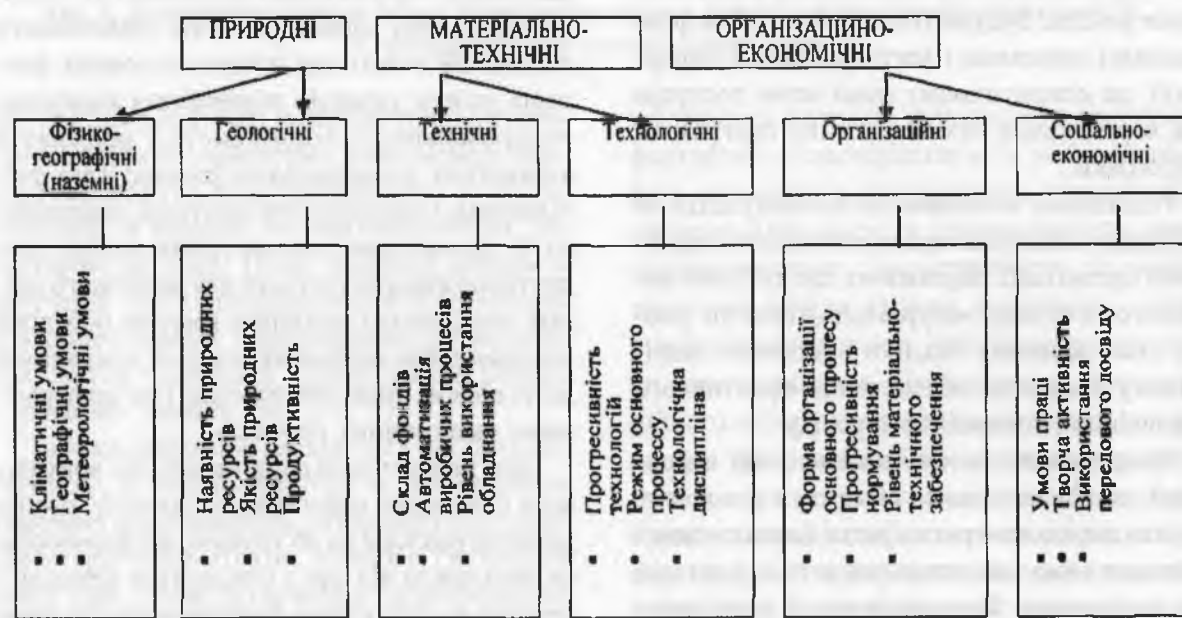 ПРИРОДНІ
МАТЕРІАЛЬНО-
ТЕХНІЧНІ
ОРГАНІЗАЦІЙНО-
ЕКОНОМІЧНІ
Фізико-
географічні
(наземні)
Геологічні
Технічні
Технологічні
Організаційні
Соціально-
економічні
▪ Кліматичні умови
▪ Географічні умови
▪ Метеорологічні умови
▪ Наявність природних
ресурсів
▪ Якість природних
ресурсів
▪ Продуктивність
▪ Склад фондів
▪ Автоматизація
виробничих процесів
▪ Рівень використання
обладнання
▪ Прогресивність
технологій
▪ Режим основного
процессу
▪ Технологічна
дисципліна
▪ Форма організації
основного процесу
▪ Прогресивність
нормування
▪ Рівень матеріально-
технічного
забезпечення
▪ Умови праці
▪ Творча активність
▪ Використання
передового досвіду